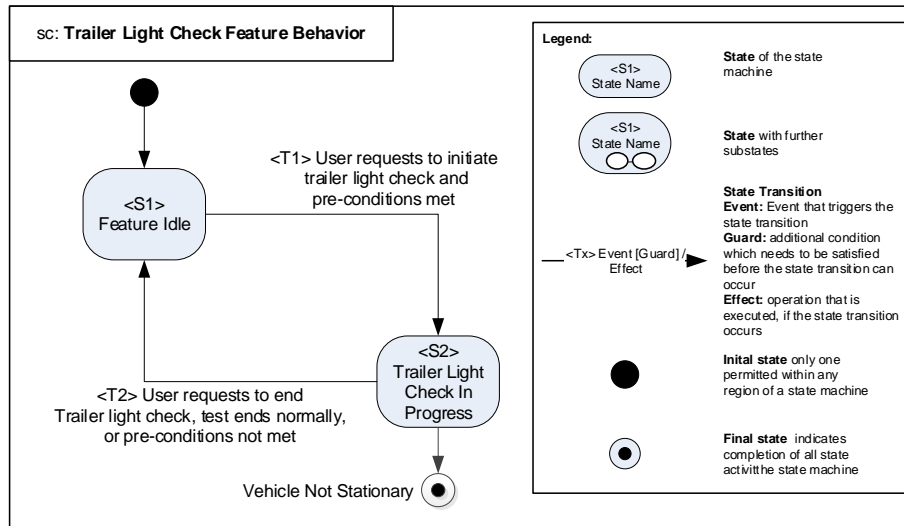 sc: Trailer Light Check Feature Behavior
<S1>
Feature Idle
<T1> User requests to initiate
trailer light check and
pre-conditions met
<S2>
Trailer Light
Check In
Progress
<T2> User requests to end
Trailer light check, test ends normally,
or pre-conditions not met
Vehicle Not Stationary
Legend:
<S1>
State Name
State of the state
machine
<S1>
State Name
State with further
substates
<Tx> Event [Guard] /
Effect
State Transition
Event: Event that triggers the
state transition
Guard: additional condition
which needs to be satisfied
before the state transition can
occur
Effect: operation that is
executed, if the state transition
occurs
Inital state only one
permitted within any
region of a state machine
Final state indicates
completion of all state
activitthe state machine